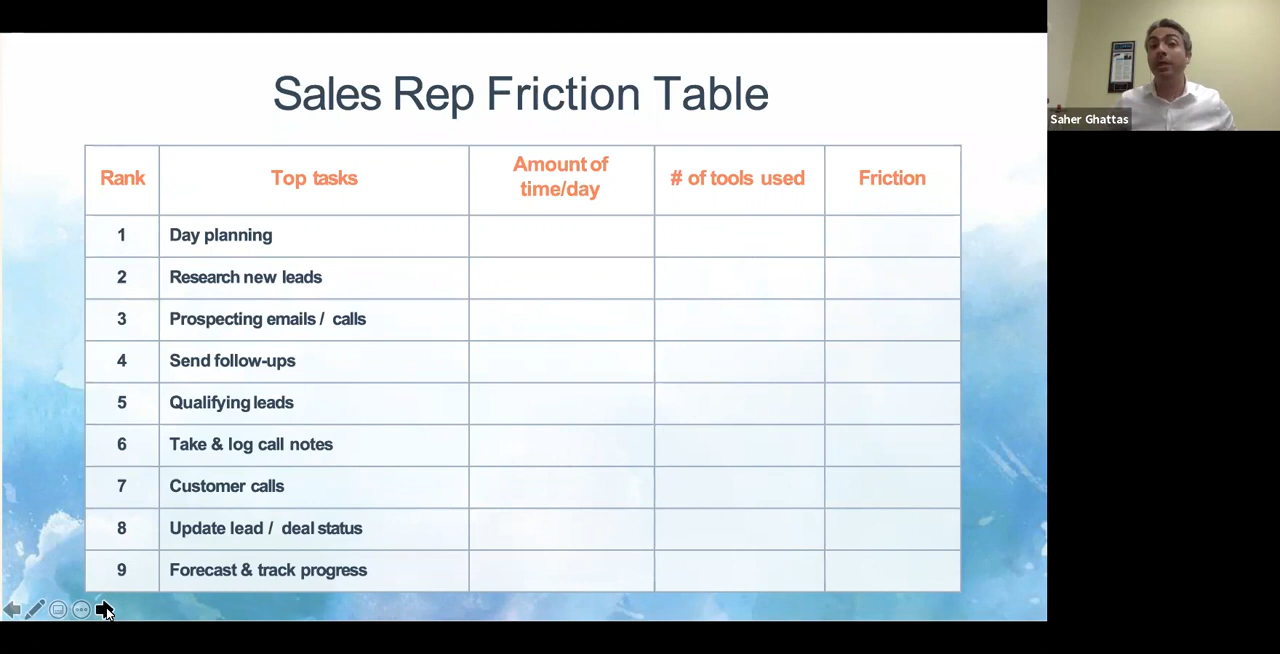 Sales Rep Friction Table
Rank Top tasks Amount of time/day # of tools used Friction
1 Day planning
2 Research new leads
3 Prospecting emails / calls
4 Send follow-ups
5 Qualifying leads
6 Take & log call notes
7 Customer calls
8 Update lead / deal status
9 Forecast & track progress
Saher Ghattas